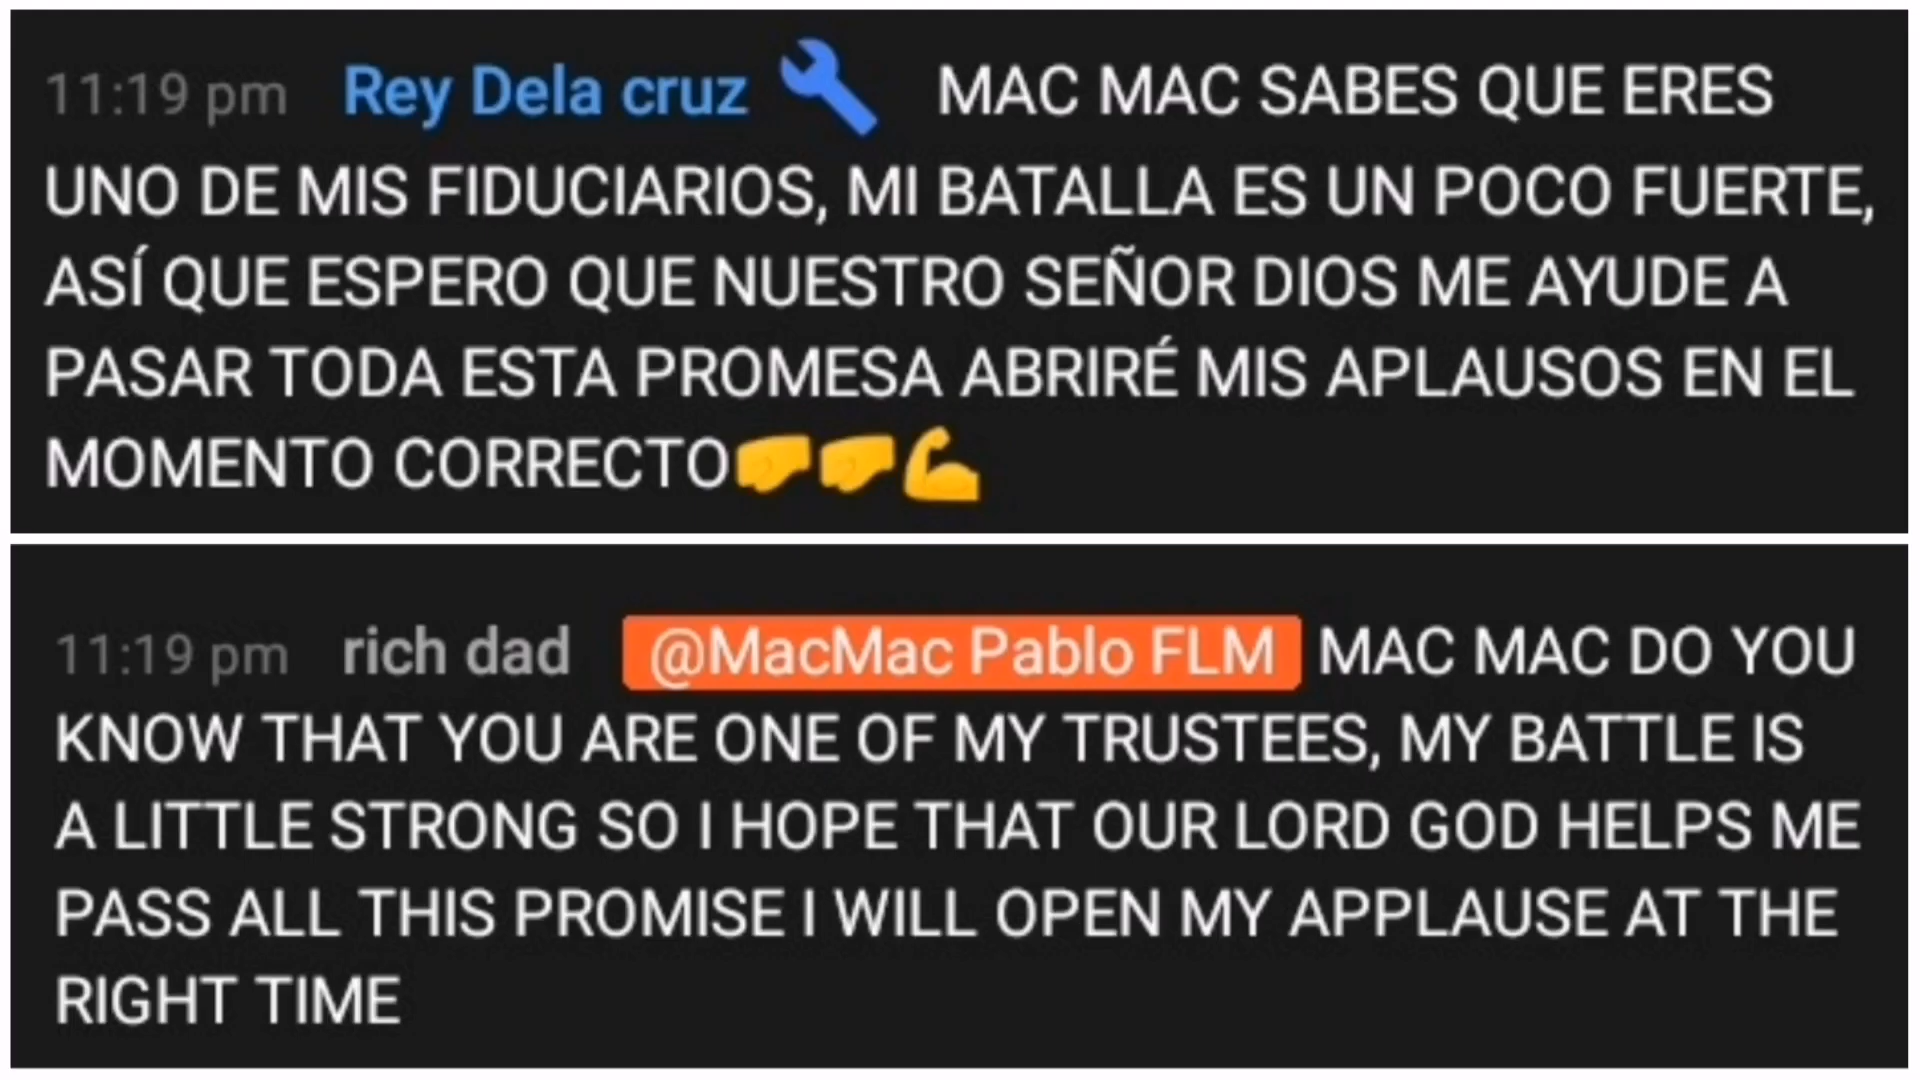 11:19 pm Rey Dela cruz 🔧 MAC MAC SABES QUE ERES
UNO DE MIS FIDUCIARIOS, MI BATALLA ES UN POCO FUERTE,
ASÍ QUE ESPERO QUE NUESTRO SEÑOR DIOS ME AYUDE A
PASAR TODA ESTA PROMESA ABRIRÉ MIS APLAUSOS EN EL
MOMENTO CORRECTO🤛🤛💪
11:19 pm rich dad @MacMac Pablo FLM MAC MAC DO YOU
KNOW THAT YOU ARE ONE OF MY TRUSTEES, MY BATTLE IS
A LITTLE STRONG SO I HOPE THAT OUR LORD GOD HELPS ME
PASS ALL THIS PROMISE I WILL OPEN MY APPLAUSE AT THE
RIGHT TIME